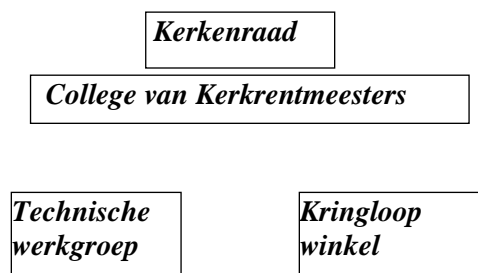 Kerkenraad
College van Kerkrentmeesters
Technische
werkgroep
Kringloop
winkel